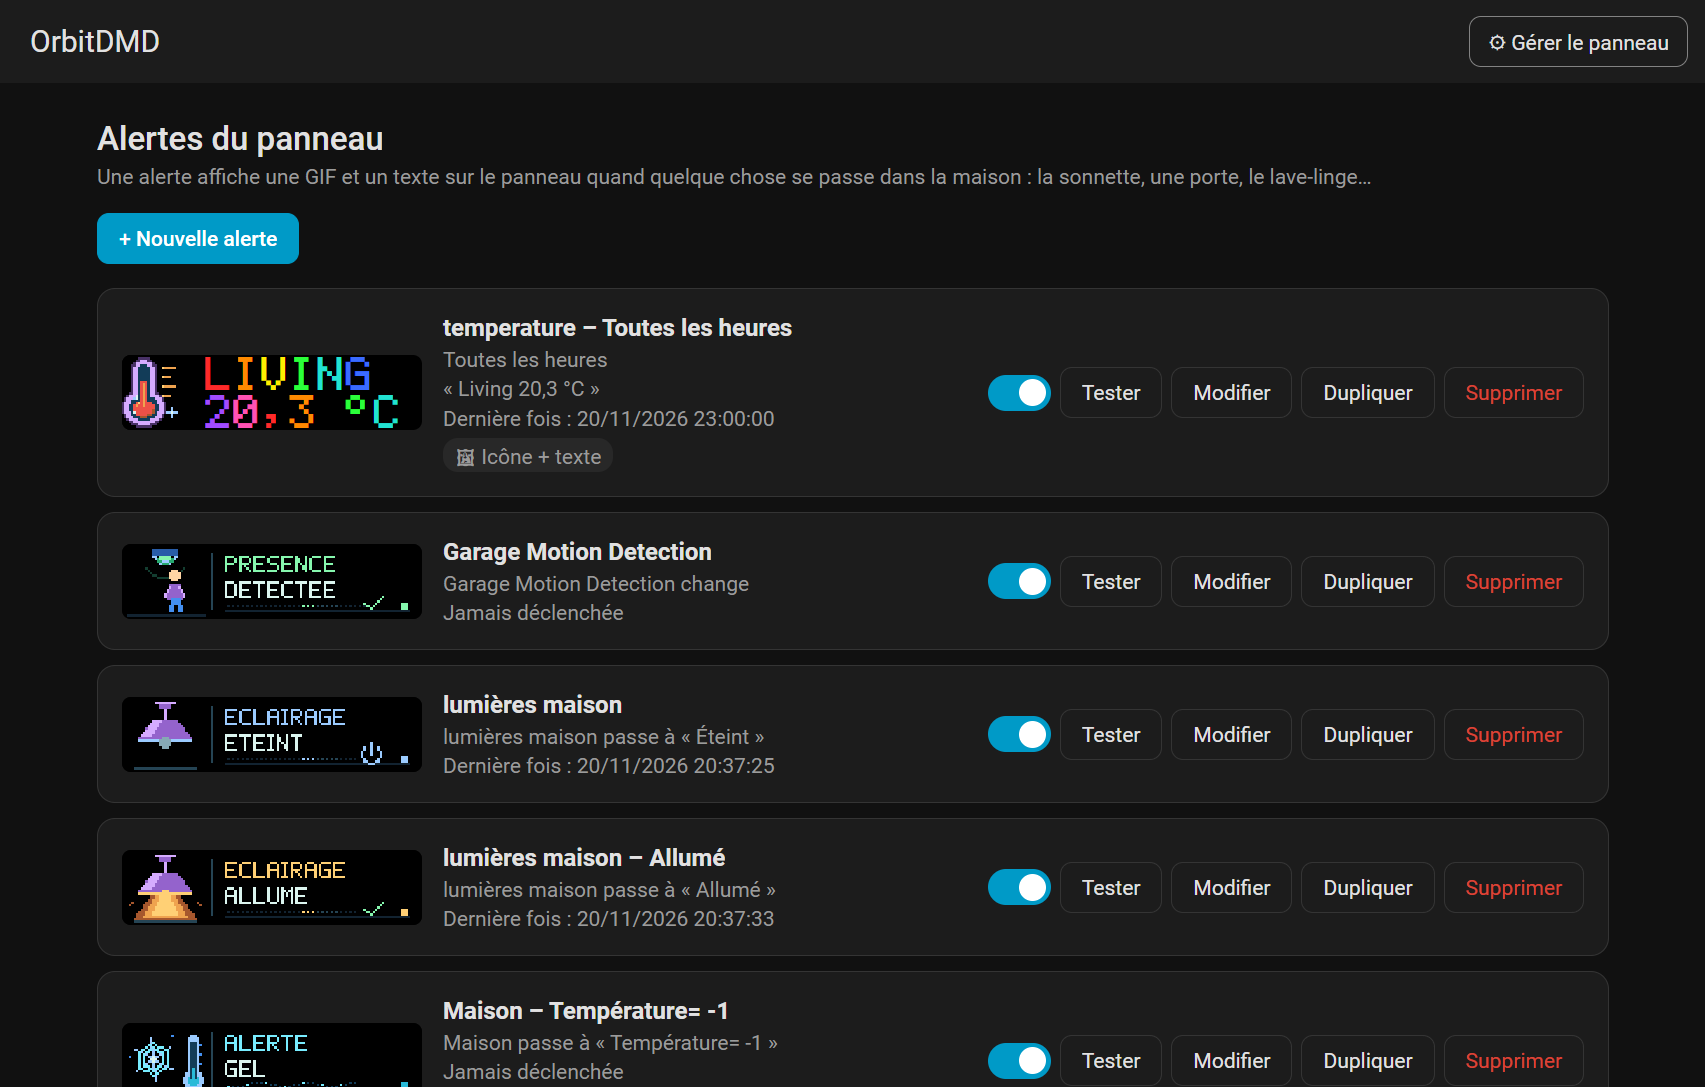 OrbitDMD
⚙ Gérer le panneau
Alertes du panneau
Une alerte affiche une GIF et un texte sur le panneau quand quelque chose se passe dans la maison : la sonnette, une porte, le lave-linge…
+ Nouvelle alerte
LIVING
20,3 °C
temperature – Toutes les heures
Toutes les heures
« Living 20,3 °C »
Dernière fois : 20/11/2026 23:00:00
🖼 Icône + texte
Tester
Modifier
Dupliquer
Supprimer
PRESENCE
DETECTEE
Garage Motion Detection
Garage Motion Detection change
Jamais déclenchée
Tester
Modifier
Dupliquer
Supprimer
ECLAIRAGE
ETEINT
lumières maison
lumières maison passe à « Éteint »
Dernière fois : 20/11/2026 20:37:25
Tester
Modifier
Dupliquer
Supprimer
ECLAIRAGE
ALLUME
lumières maison – Allumé
lumières maison passe à « Allumé »
Dernière fois : 20/11/2026 20:37:33
Tester
Modifier
Dupliquer
Supprimer
ALERTE
GEL
Maison – Température= -1
Maison passe à « Température= -1 »
Jamais déclenchée
Tester
Modifier
Dupliquer
Supprimer